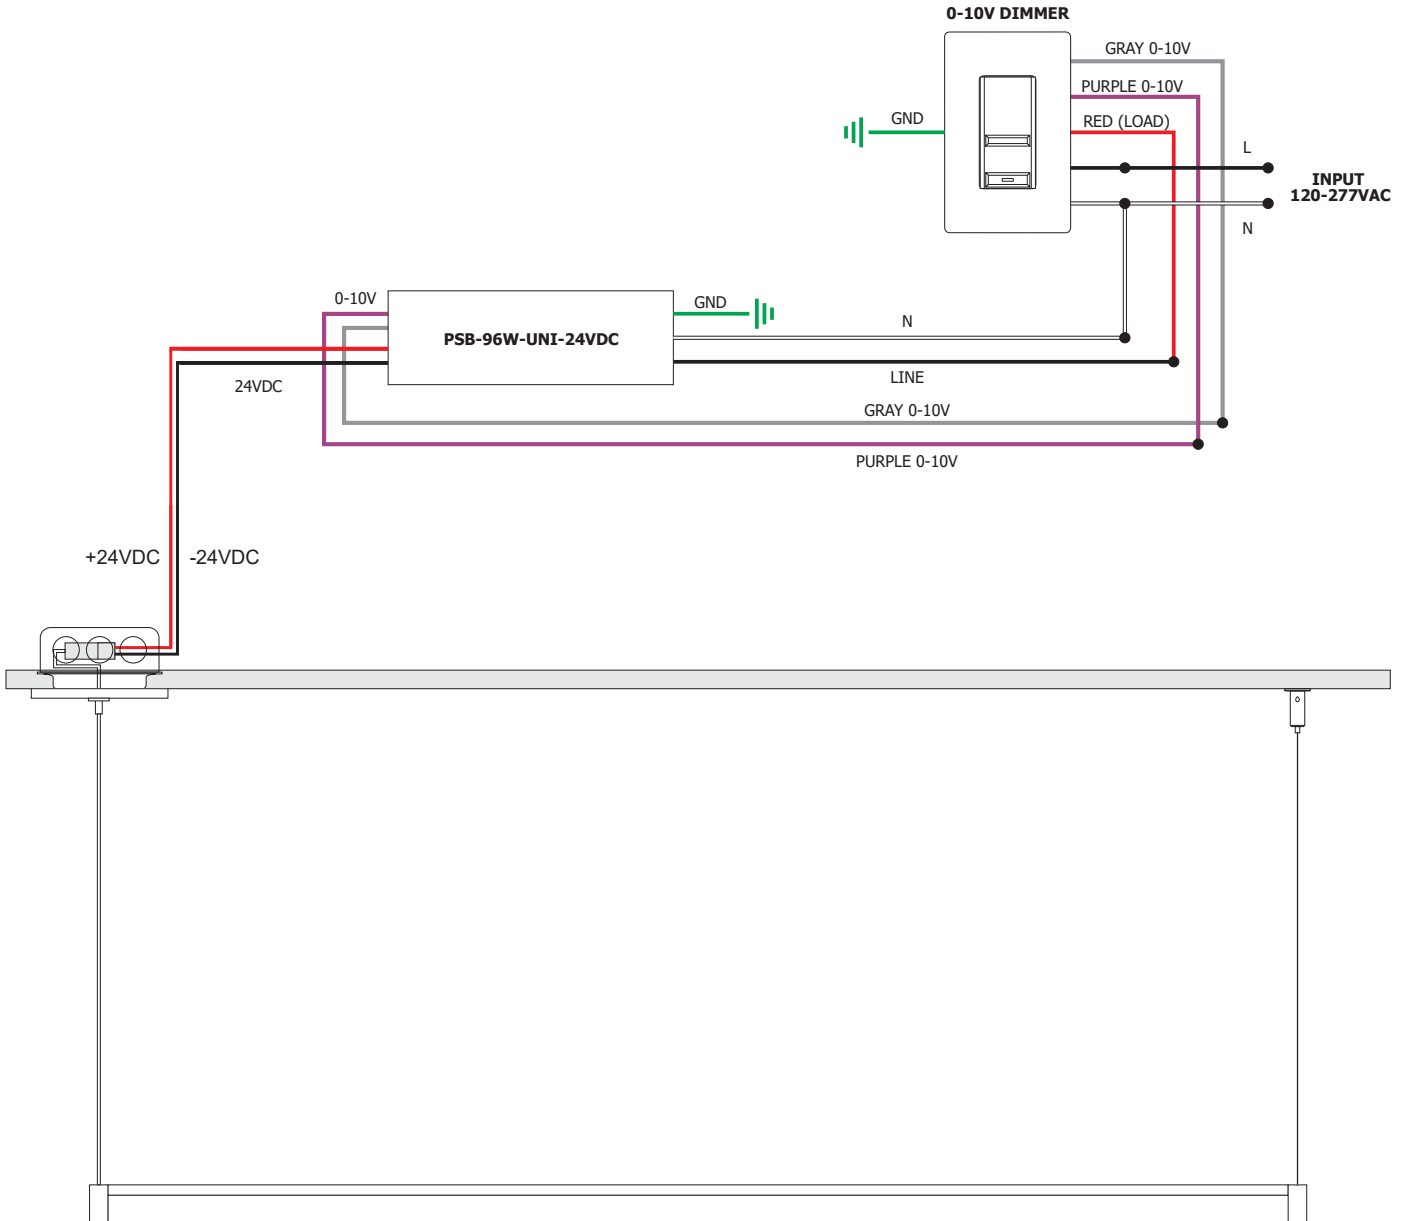 0-10V DIMMER
GRAY 0-10V
PURPLE 0-10V
GND
RED (LOAD)
L
INPUT
120-277VAC
N
0-10V
GND
PSB-96W-UNI-24VDC
N
24VDC
LINE
GRAY 0-10V
PURPLE 0-10V
+24VDC
-24VDC